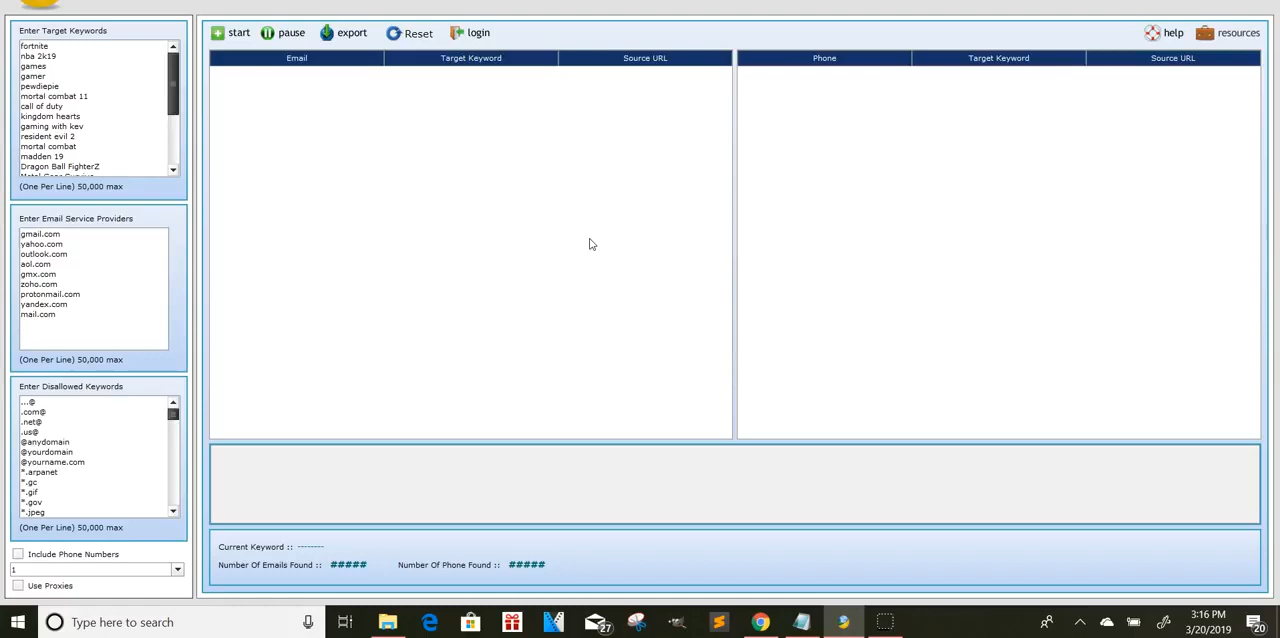 Enter Target Keywords
fortnite
nba 2k19
games
gamer
pewdiepie
mortal combat 11
call of duty
kingdom hearts
gaming with kev
resident evil 2
mortal combat
madden 19
Dragon Ball FighterZ
(One Per Line) 50,000 max
Enter Email Service Providers
gmail.com
yahoo.com
outlook.com
aol.com
gmx.com
zoho.com
protonmail.com
yandex.com
mail.com
(One Per Line) 50,000 max
Enter Disallowed Keywords
...@
.com@
.net@
.us@
@anydomain
@yourdomain
@yourname.com
*.arpanet
*.gc
*.gif
*.gov
*.jpeg
(One Per Line) 50,000 max
Include Phone Numbers
1
Use Proxies
start pause export Reset login help resources
Email Target Keyword Source URL Phone Target Keyword Source URL
Current Keyword :: --------
Number Of Emails Found :: ##### Number Of Phone Found :: #####
Type here to search
27
3:16 PM
3/20/2019
20